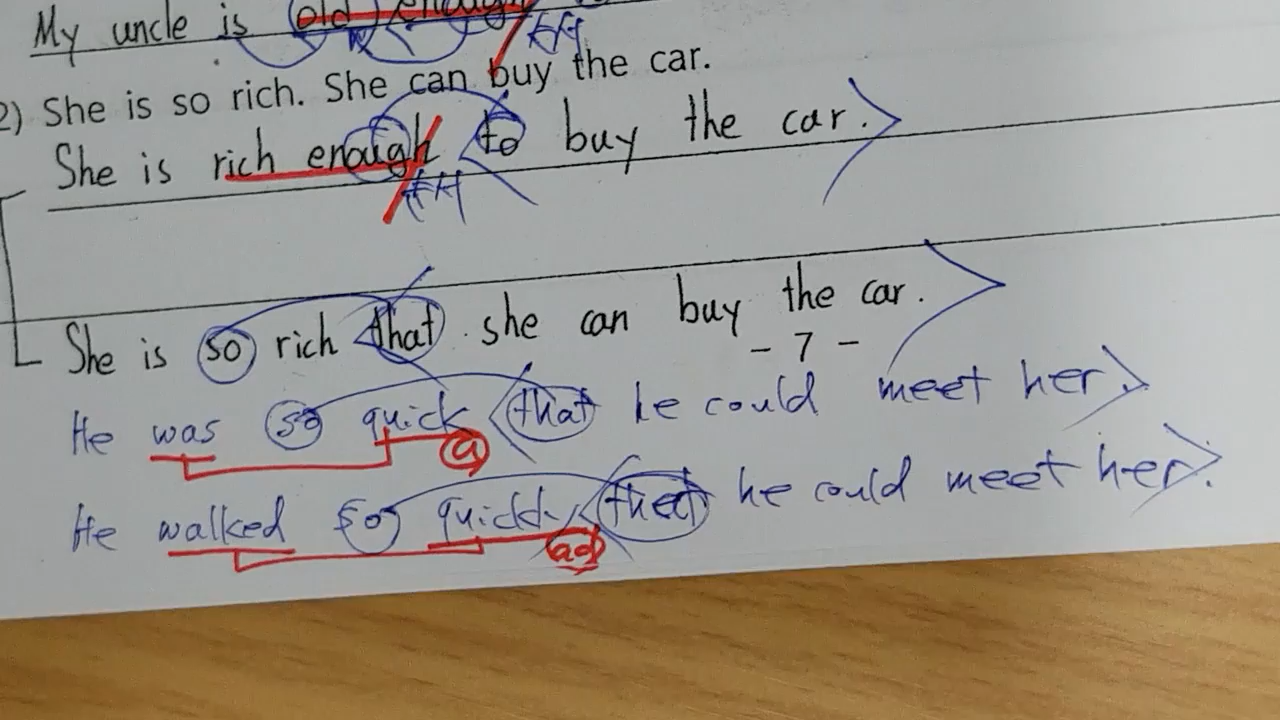 My uncle is old enough
2) She is so rich. She can buy the car.
She is rich enough to buy the car.
She is so rich that she can buy the car.
- 7 -
He was so quick that he could meet her.
a
He walked so quickly that he could meet her.
ad